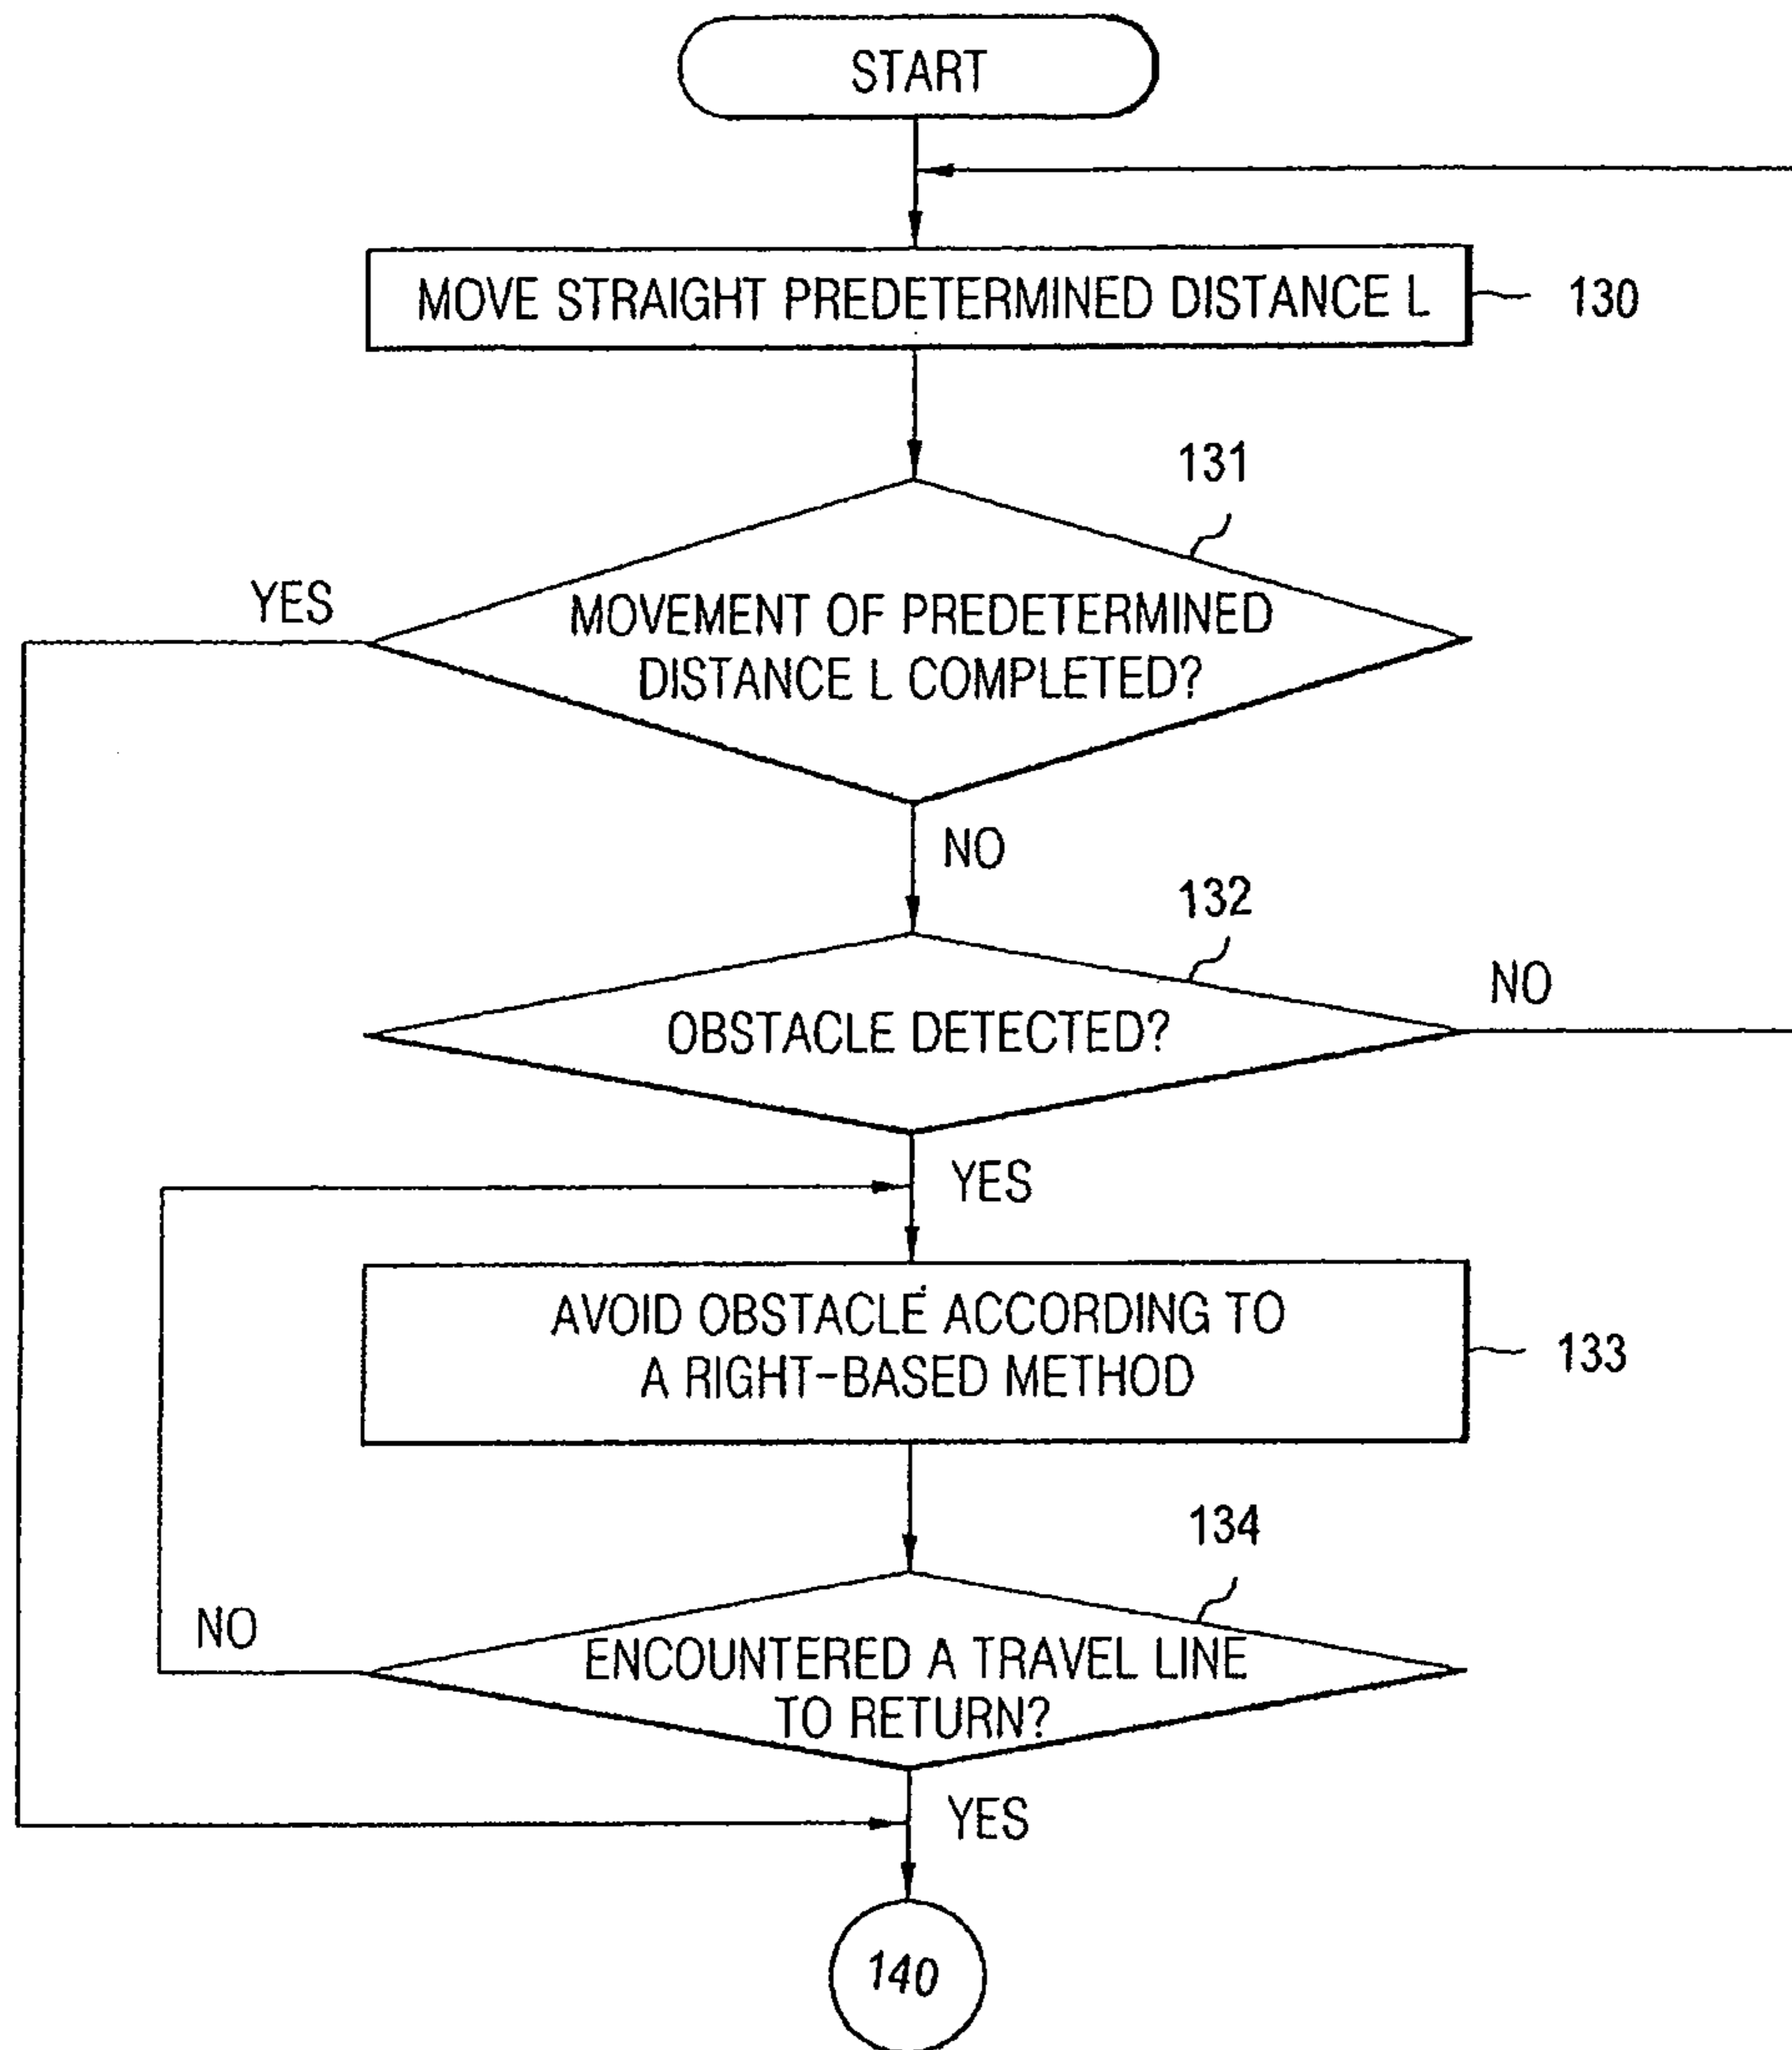 START
MOVE STRAIGHT PREDETERMINED DISTANCE L
130
131
YES
MOVEMENT OF PREDETERMINED
DISTANCE L COMPLETED?
NO
132
NO
OBSTACLE DETECTED?
YES
AVOID OBSTACLE ACCORDING TO
A RIGHT-BASED METHOD
133
134
NO
ENCOUNTERED A TRAVEL LINE
TO RETURN?
YES
140